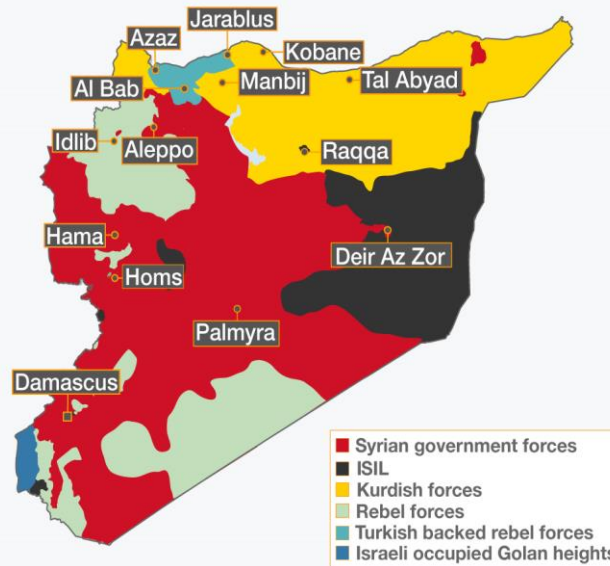 Jarablus
Azaz
Kobane
Al Bab
Manbij
Tal Abyad
Idlib
Aleppo
Raqqa
Hama
Deir Az Zor
Homs
Palmyra
Damascus
Syrian government forces
ISIL
Kurdish forces
Rebel forces
Turkish backed rebel forces
Israeli occupied Golan heights